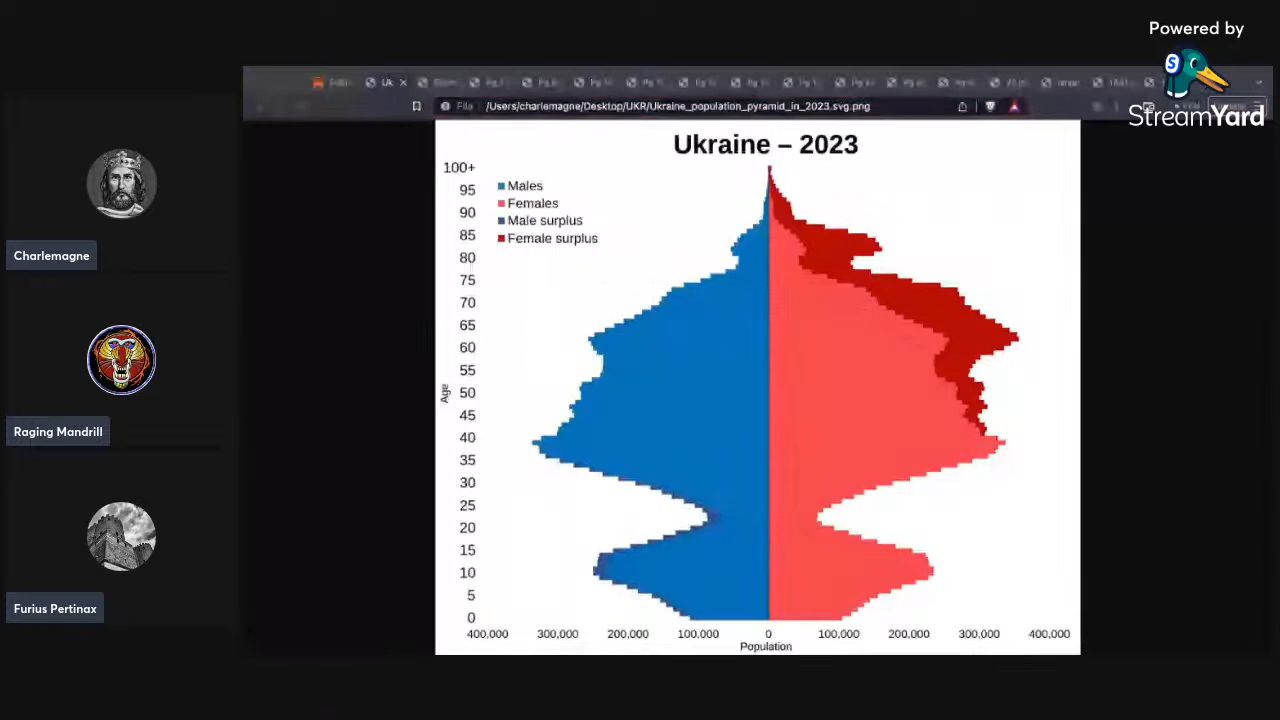 Powered by
StreamYard
Uk
File
/Users/charlemagne/Desktop/UKR/Ukraine_population_pyramid_in_2023.svg.png
Charlemagne
Raging Mandrill
Furius Pertinax
Ukraine – 2023
Males
Females
Male surplus
Female surplus
100+
95
90
85
80
75
70
65
60
55
50
45
40
35
30
25
20
15
10
5
0
Age
400,000 300,000 200,000 100,000 0 100,000 200,000 300,000 400,000
Population